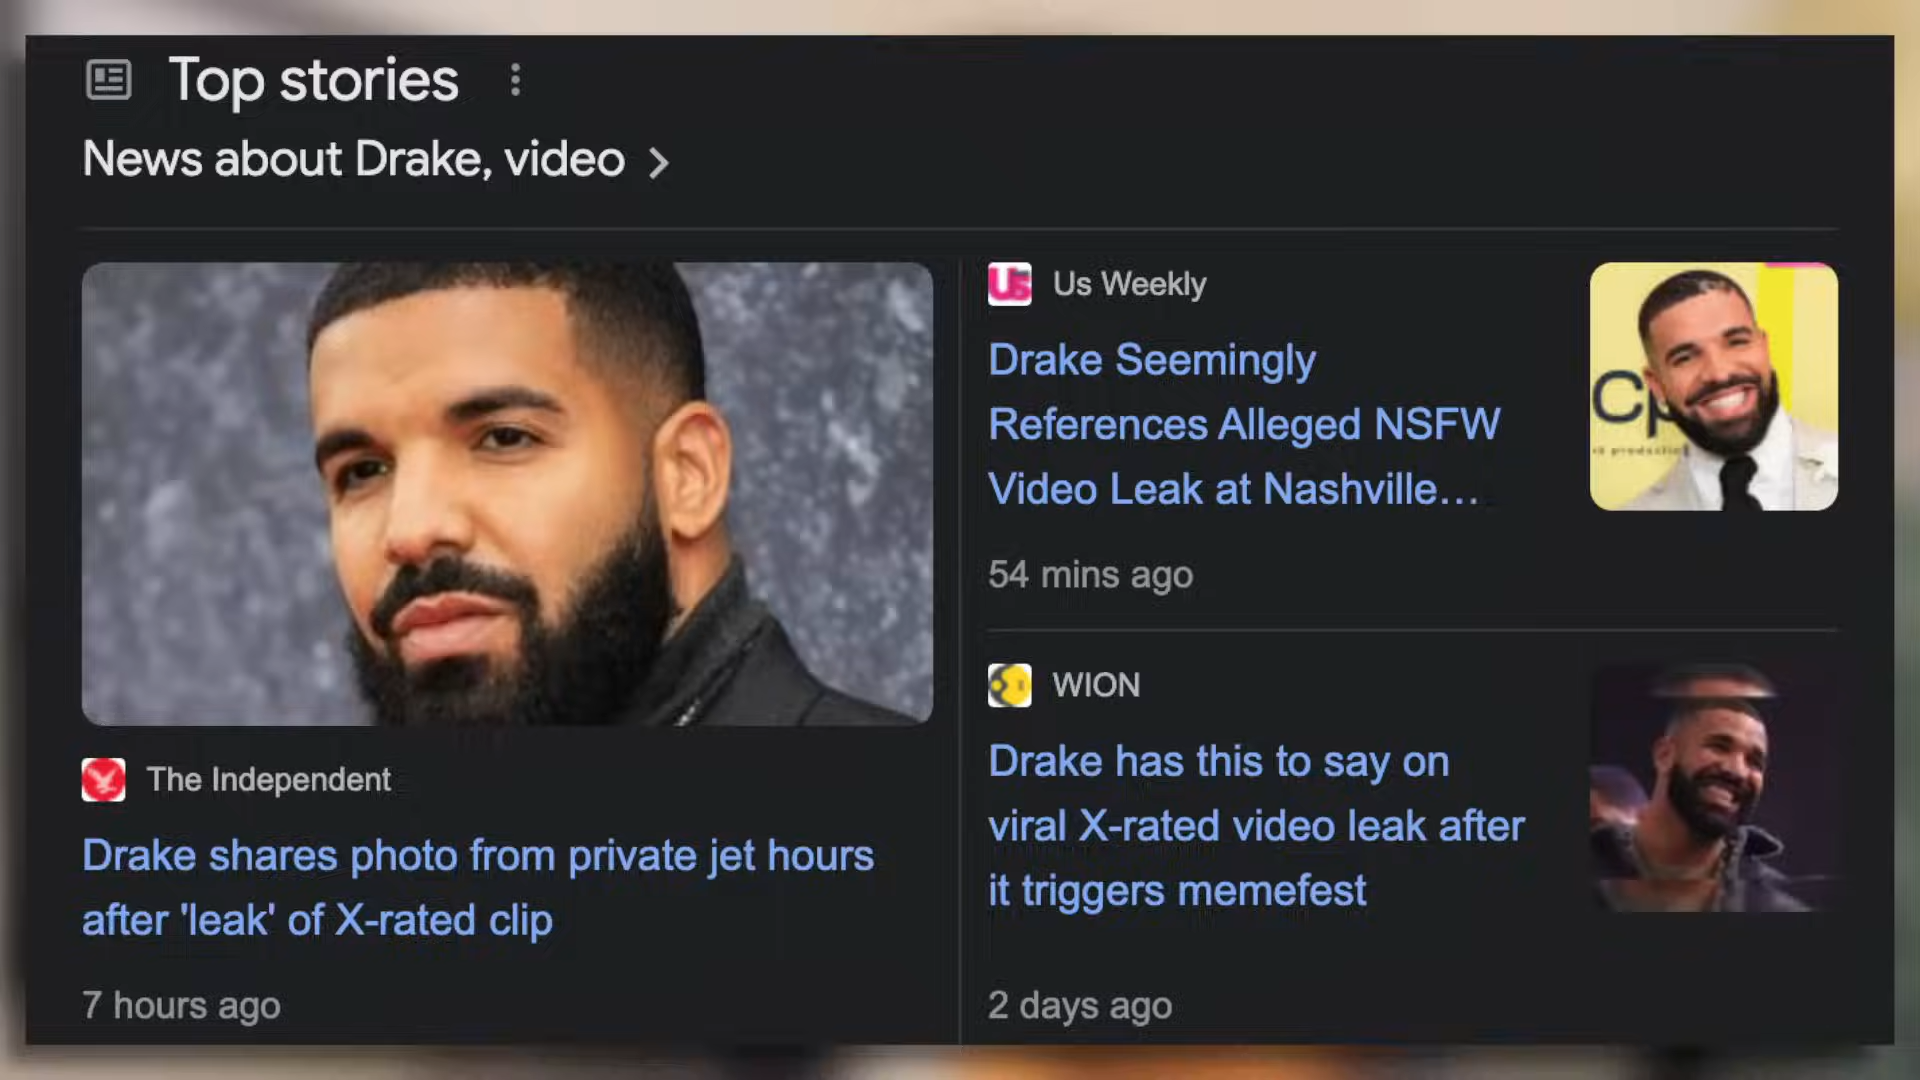 Top stories
News about Drake, video
The Independent
Drake shares photo from private jet hours
after 'leak' of X-rated clip
7 hours ago
Us
Us Weekly
Drake Seemingly
References Alleged NSFW
Video Leak at Nashville...
54 mins ago
WION
Drake has this to say on
viral X-rated video leak after
it triggers memefest
2 days ago